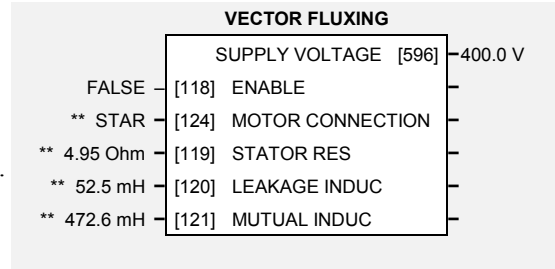 VECTOR FLUXING
SUPPLY VOLTAGE [596] 400.0 V
FALSE [118] ENABLE
** STAR [124] MOTOR CONNECTION
** 4.95 Ohm [119] STATOR RES
** 52.5 mH [120] LEAKAGE INDUC
** 472.6 mH [121] MUTUAL INDUC